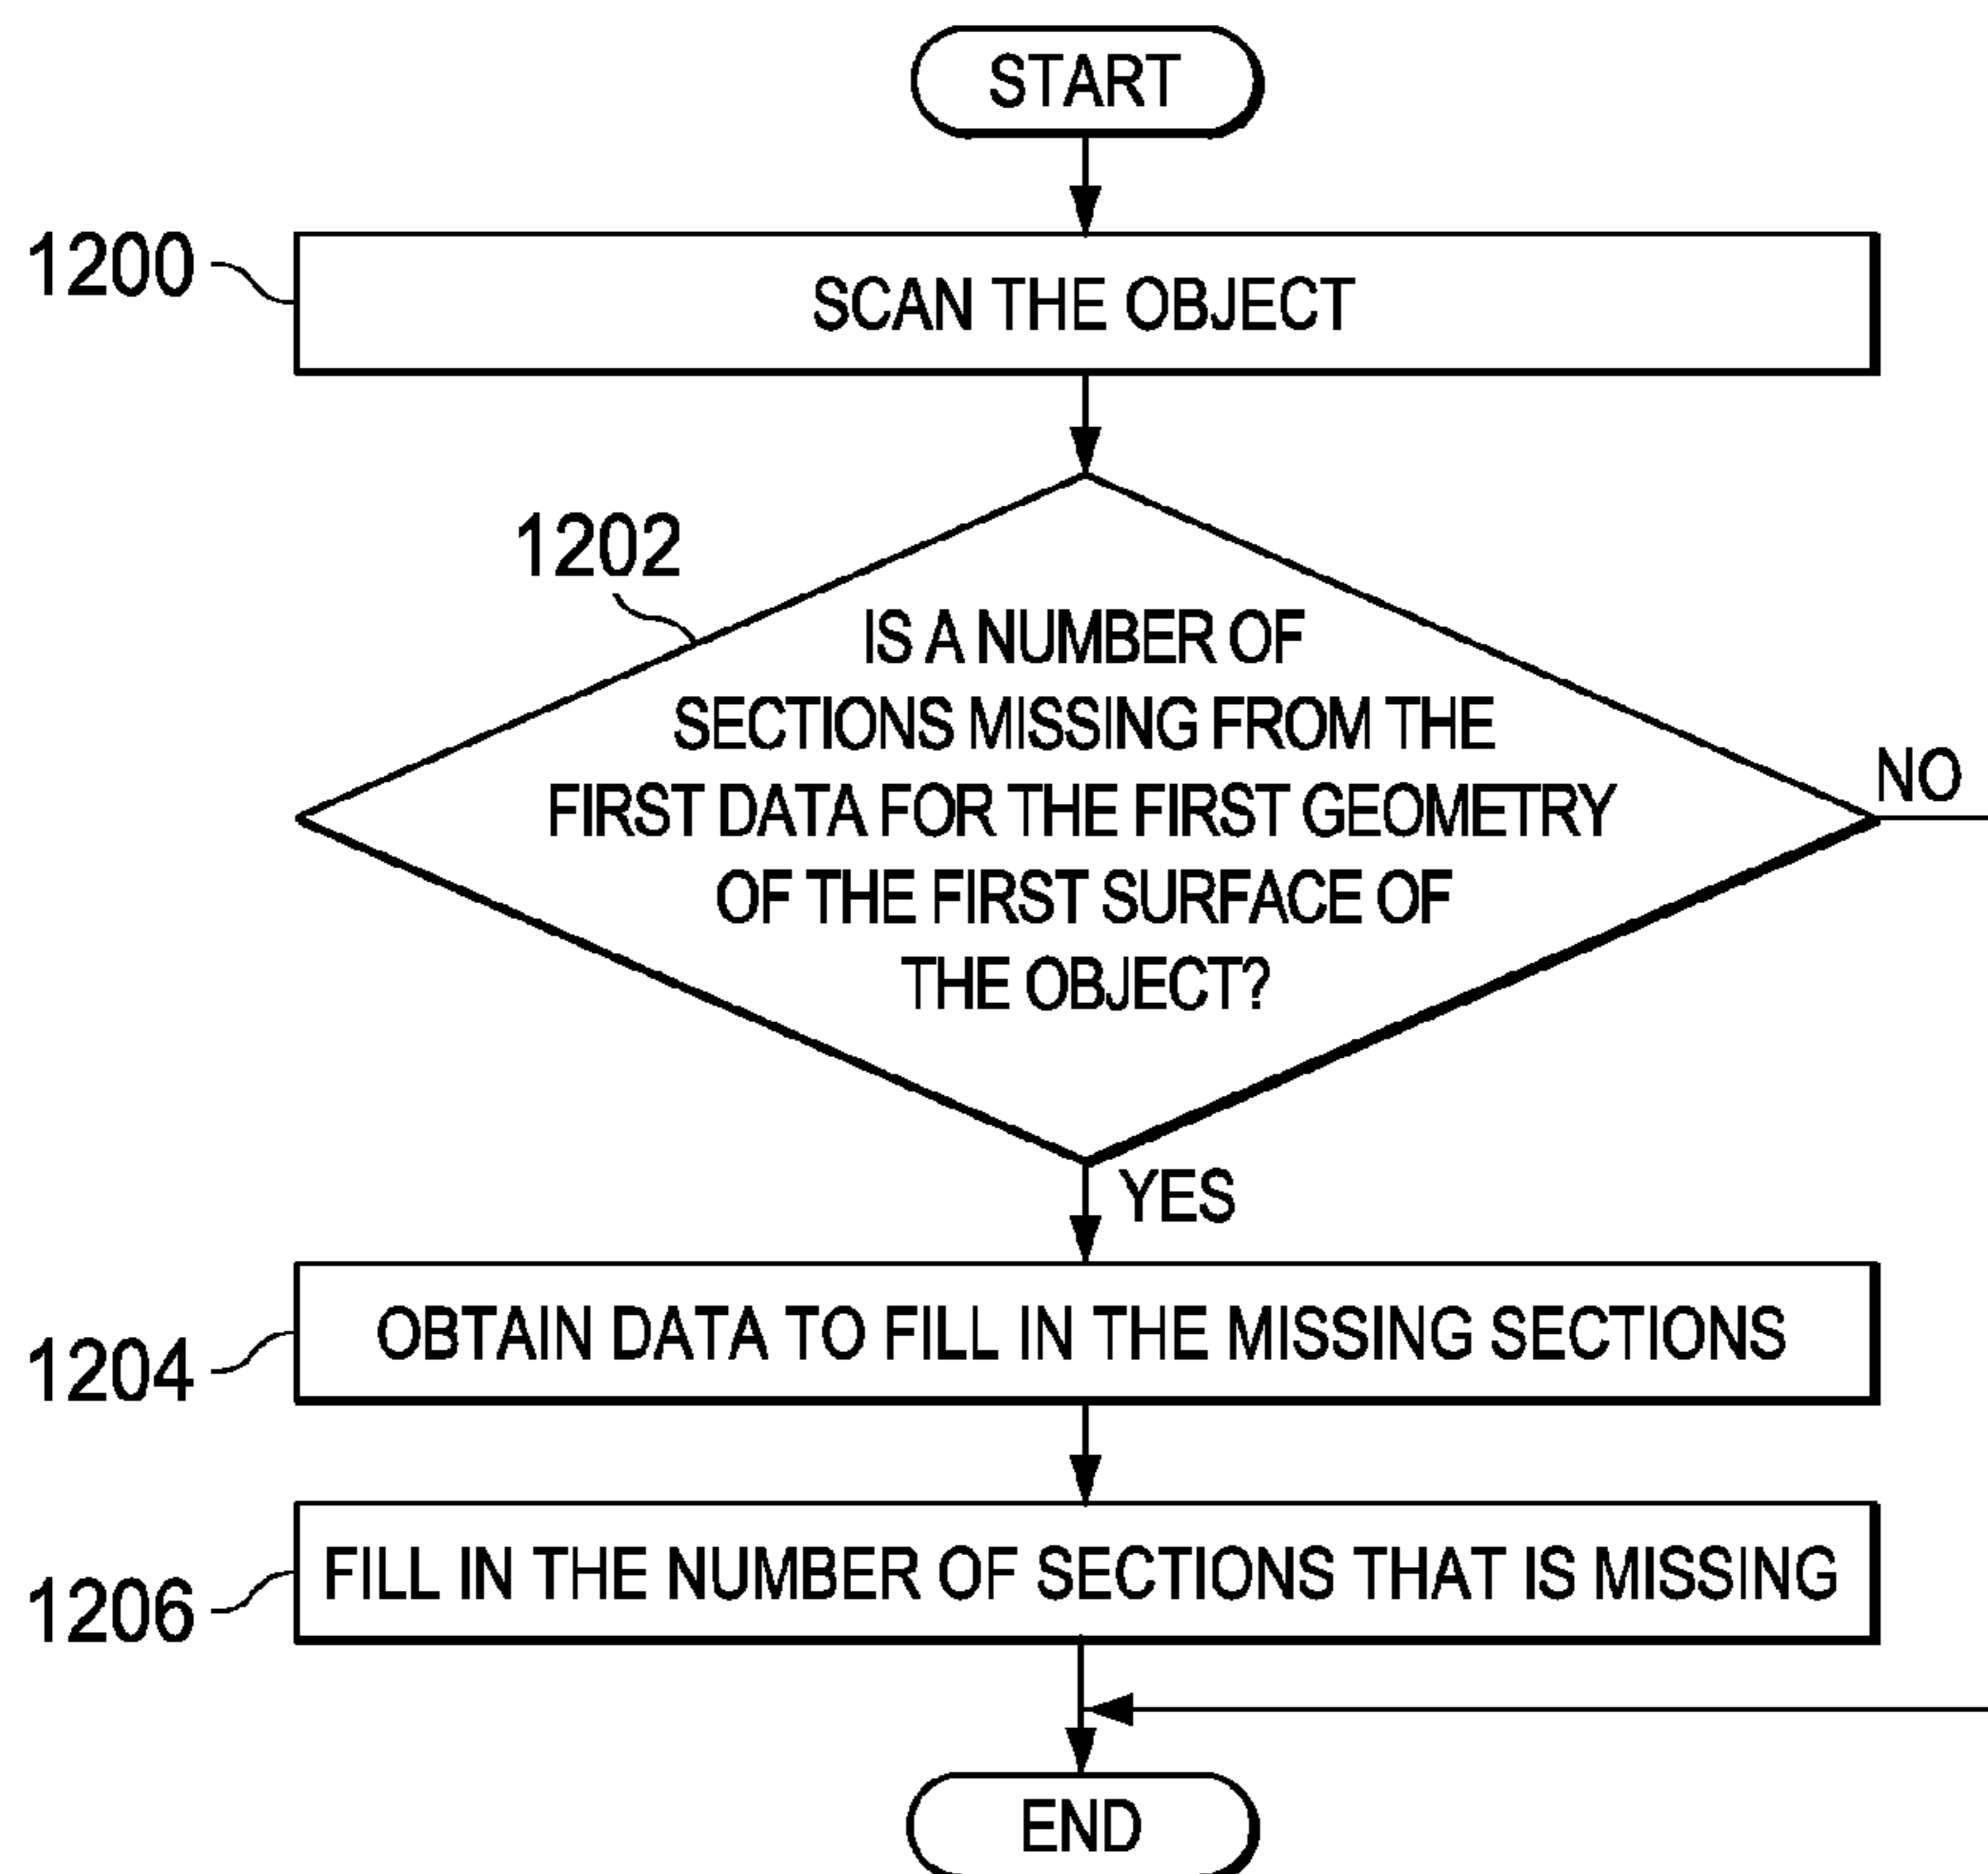 START
1200
SCAN THE OBJECT
1202
IS A NUMBER OF
SECTIONS MISSING FROM THE
FIRST DATA FOR THE FIRST GEOMETRY
OF THE FIRST SURFACE OF
THE OBJECT?
NO
YES
1204
OBTAIN DATA TO FILL IN THE MISSING SECTIONS
1206
FILL IN THE NUMBER OF SECTIONS THAT IS MISSING
END